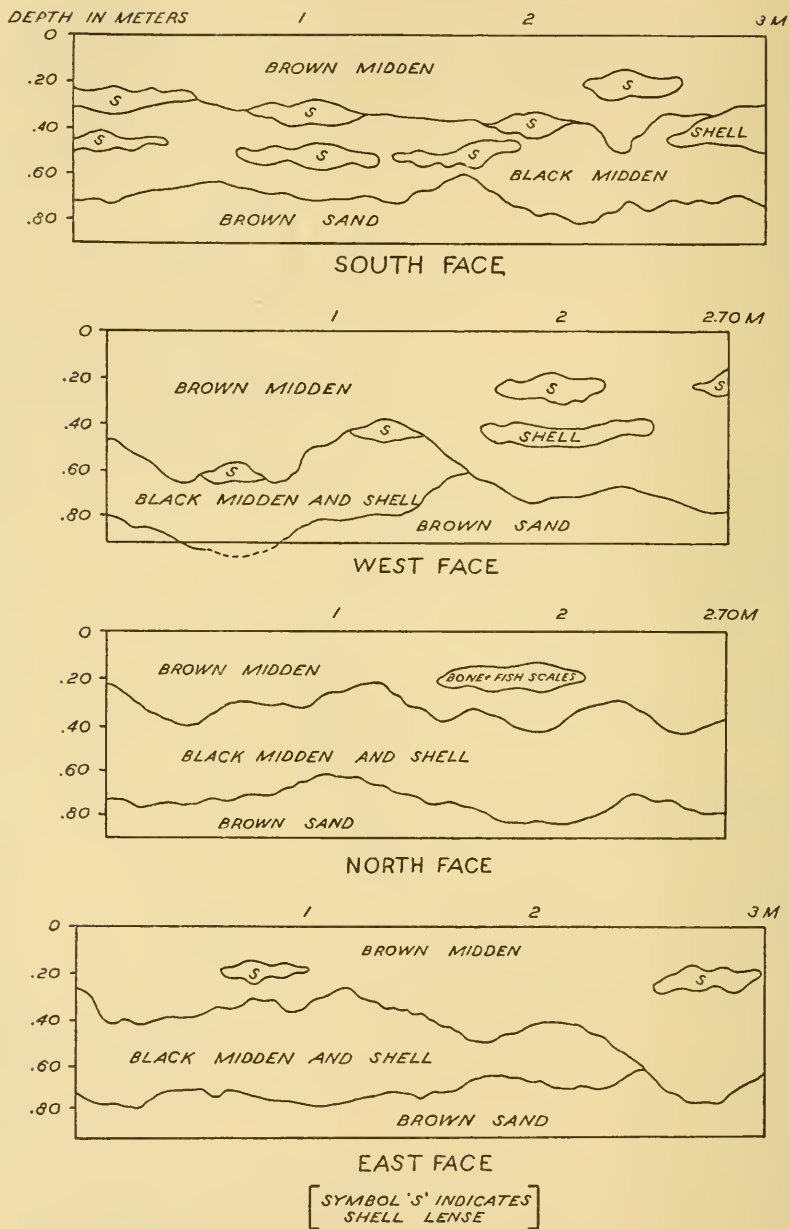 DEPTH IN METERS 1 2 3 M
0
BROWN MIDDEN
.20 S S
S S S
.40 S SHELL
S S
.60 BLACK MIDDEN
.80 BROWN SAND
SOUTH FACE
1 2 2.70 M
0
.20 BROWN MIDDEN S S
.40 S SHELL
.60 S
BLACK MIDDEN AND SHELL
.80 BROWN SAND
WEST FACE
1 2 2.70 M
0
BROWN MIDDEN
.20 BONE + FISH SCALES
.40
BLACK MIDDEN AND SHELL
.60
.80 BROWN SAND
NORTH FACE
1 2 3 M
0
BROWN MIDDEN
.20 S S
.40
BLACK MIDDEN AND SHELL
.60
.80 BROWN SAND
EAST FACE
[SYMBOL 'S' INDICATES
SHELL LENSE]